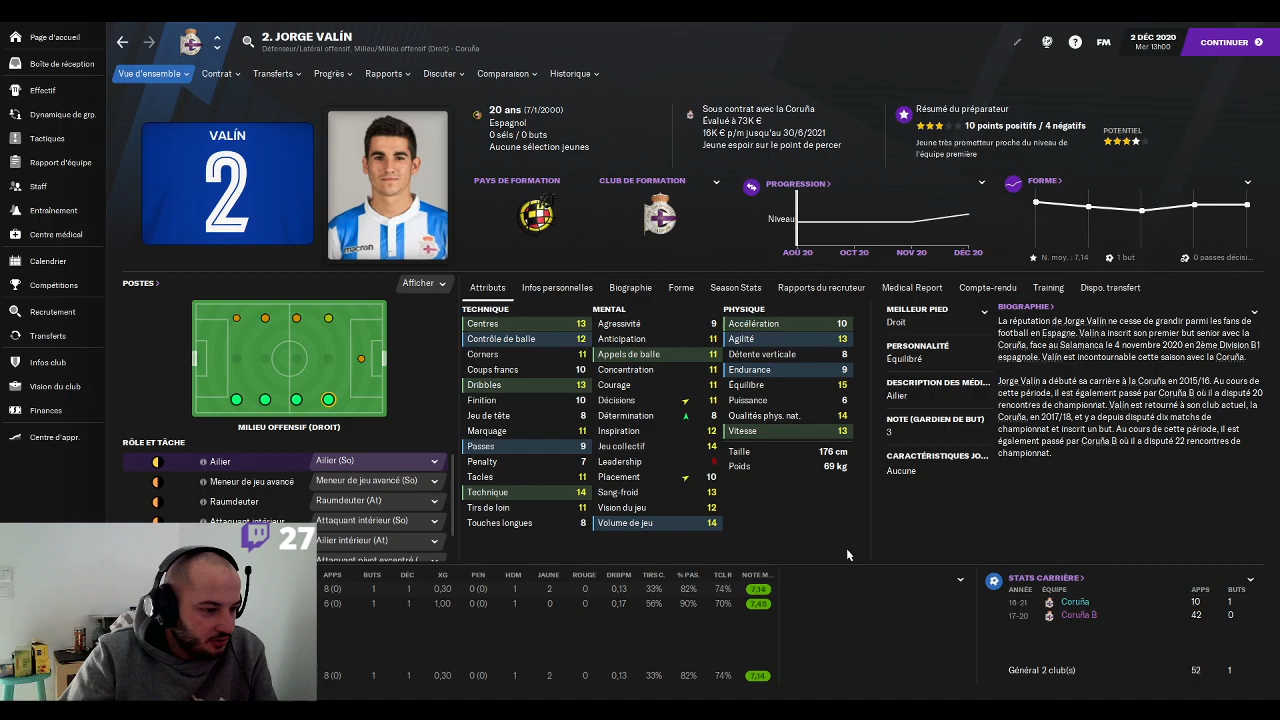 Page d'accueil
Boîte de réception
Effectif
Dynamique de grp.
Tactiques
Rapport d'équipe
Staff
Entraînement
Centre médical
Calendrier
Compétitions
Recrutement
Transferts
Infos club
Vision du club
Finances
Centre d'appr.
2. JORGE VALÍN
Défenseur/Latéral offensif, Milieu/Milieu offensif (Droit) - Coruña
FM
2 DÉC 2020
Mer 13h00
CONTINUER
Vue d'ensemble
Contrat
Transferts
Progrès
Rapports
Discuter
Comparaison
Historique
VALÍN
2
macron
20 ans (7/1/2000)
Espagnol
0 séls / 0 buts
Aucune sélection jeunes
Sous contrat avec la Coruña
Évalué à 73K €
16K € p/m jusqu'au 30/6/2021
Jeune espoir sur le point de percer
Résumé du préparateur
10 points positifs / 4 négatifs
Jeune très prometteur proche du niveau de
l'équipe première
POTENTIEL
PAYS DE FORMATION
CLUB DE FORMATION
PROGRESSION
Niveau
AOÛ 20
OCT 20
NOV 20
DÉC 20
FORME
N. moy. : 7,14
1 but
0 passes décisi...
POSTES
Afficher
MILIEU OFFENSIF (DROIT)
RÔLE ET TÂCHE
Ailier
Ailier (So)
Meneur de jeu avancé
Meneur de jeu avancé (So)
Raumdeuter
Raumdeuter (At)
Attaquant intérieur (So)
Ailier intérieur (At)
Attributs
Infos personnelles
Biographie
Forme
Season Stats
Rapports du recruteur
Medical Report
Compte-rendu
Training
Dispo. transfert
TECHNIQUE
Centres 13
Contrôle de balle 12
Corners 11
Coups francs 10
Dribbles 13
Finition 10
Jeu de tête 8
Marquage 11
Passes 9
Penalty 7
Tacles 11
Technique 14
Tirs de loin 11
Touches longues 8
MENTAL
Agressivité 9
Anticipation 11
Appels de balle 11
Concentration 11
Courage 11
Décisions 11
Détermination 8
Inspiration 12
Jeu collectif 14
Leadership
Placement 10
Sang-froid 13
Vision du jeu 12
Volume de jeu 14
PHYSIQUE
Accélération 10
Agilité 13
Détente verticale 8
Endurance 9
Équilibre 15
Puissance 6
Qualités phys. nat. 14
Vitesse 13
Taille 176 cm
Poids 69 kg
MEILLEUR PIED
Droit
PERSONNALITÉ
Équilibré
DESCRIPTION DES MÉDI...
Ailier
NOTE (GARDIEN DE BUT)
3
CARACTÉRISTIQUES JO...
Aucune
BIOGRAPHIE
La réputation de Jorge Valín ne cesse de grandir parmi les fans de
football en Espagne. Valín a inscrit son premier but senior avec la
Coruña, face au Salamanca le 4 novembre 2020 en 2ème Division B1
espagnole. Valín est incontournable cette saison avec la Coruña.
Jorge Valín a débuté sa carrière à la Coruña en 2015/16. Au cours de
cette période, il est également passé par Coruña B où il a disputé 20
rencontres de championnat. Valín est retourné à son club actuel, la
Coruña, en 2017/18, et y a depuis disputé dix matchs de
championnat et inscrit un but. Au cours de cette période, il est
également passé par Coruña B où il a disputé 22 rencontres de
championnat.
27
APPS BUTS DÉC XG PEN HDM JAUNE ROUGE DRBPM TIRS C. % PAS. TCL R NOTE M...
8 (0) 1 1 0,30 0 (0) 1 2 0 0,13 33% 82% 74% 7,14
6 (0) 1 1 1,00 0 (0) 1 0 0 0,17 56% 90% 70% 7,45
8 (0) 1 1 0,30 0 (0) 1 2 0 0,13 33% 82% 74% 7,14
STATS CARRIÈRE
ANNÉE ÉQUIPE APPS BUTS
16-21 Coruña 10 1
17-20 Coruña B 42 0
Général 2 club(s) 52 1